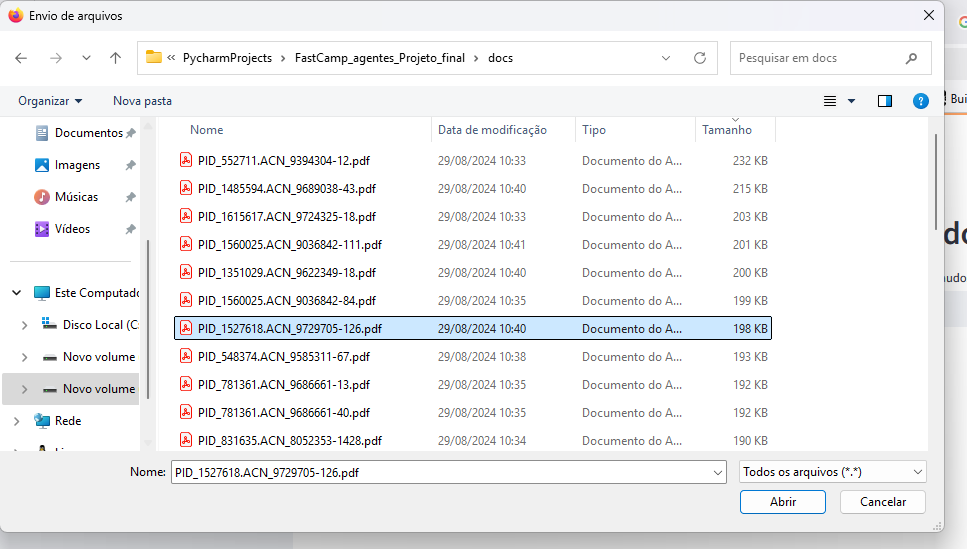 Envio de arquivos
« PycharmProjects > FastCamp_agentes_Projeto_final > docs
Pesquisar em docs
Organizar
Nova pasta
Bui
Documentos
Imagens
Músicas
Vídeos
Este Computado
Disco Local (C:
Novo volume
Novo volume
Rede
Nome Data de modificação Tipo Tamanho
PID_552711.ACN_9394304-12.pdf 29/08/2024 10:33 Documento do A... 232 KB
PID_1485594.ACN_9689038-43.pdf 29/08/2024 10:40 Documento do A... 215 KB
PID_1615617.ACN_9724325-18.pdf 29/08/2024 10:33 Documento do A... 203 KB
PID_1560025.ACN_9036842-111.pdf 29/08/2024 10:41 Documento do A... 201 KB
PID_1351029.ACN_9622349-18.pdf 29/08/2024 10:40 Documento do A... 200 KB
PID_1560025.ACN_9036842-84.pdf 29/08/2024 10:35 Documento do A... 199 KB
PID_1527618.ACN_9729705-126.pdf 29/08/2024 10:40 Documento do A... 198 KB
PID_548374.ACN_9585311-67.pdf 29/08/2024 10:38 Documento do A... 193 KB
PID_781361.ACN_9686661-13.pdf 29/08/2024 10:35 Documento do A... 192 KB
PID_781361.ACN_9686661-40.pdf 29/08/2024 10:35 Documento do A... 192 KB
PID_831635.ACN_8052353-1428.pdf 29/08/2024 10:34 Documento do A... 190 KB
do
udo
Nome: PID_1527618.ACN_9729705-126.pdf
Todos os arquivos (*.*)
Abrir
Cancelar